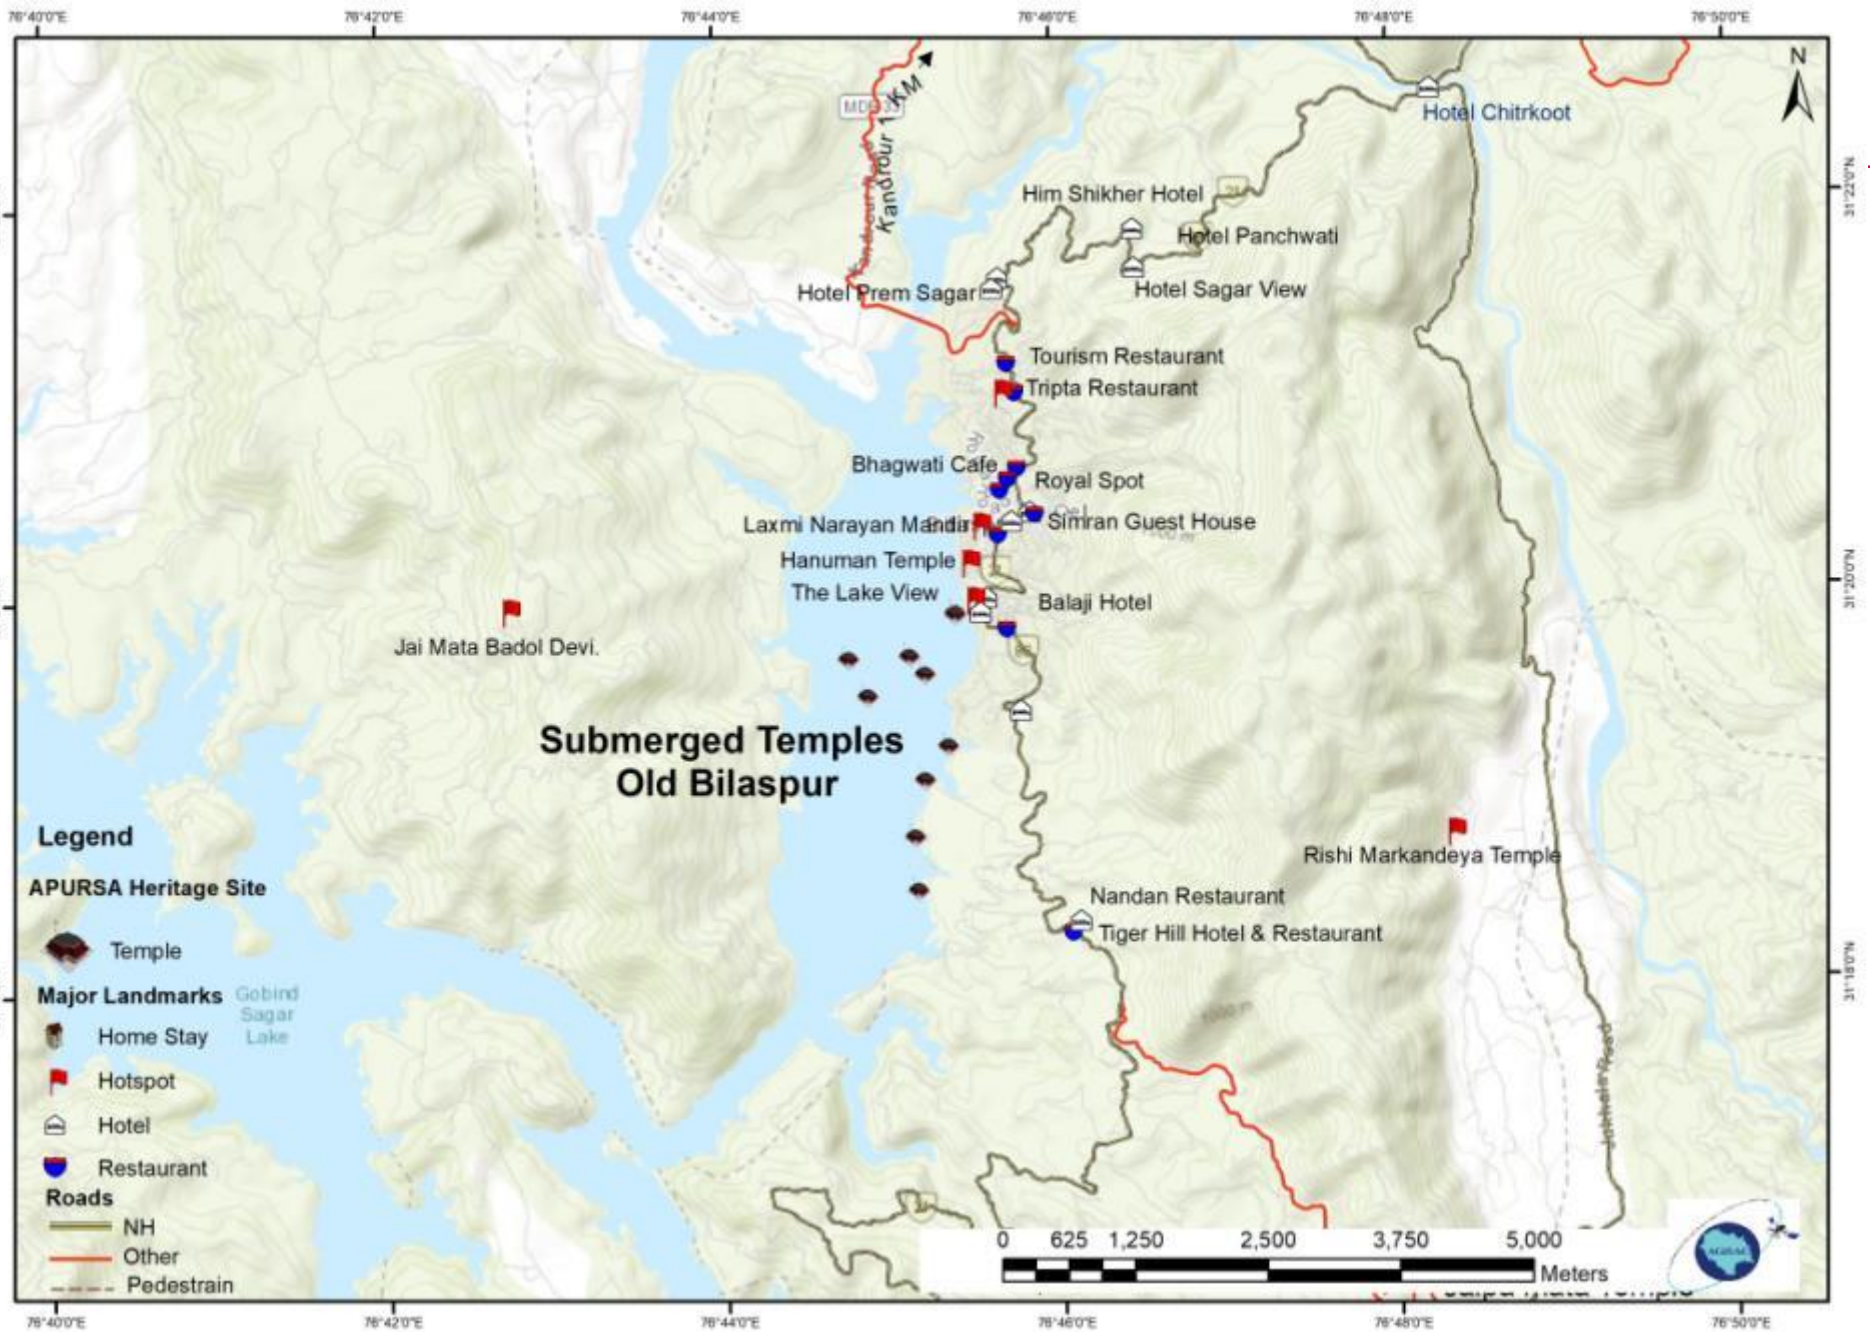 76°40'0"E 76°42'0"E 76°44'0"E 76°46'0"E 76°48'0"E 76°50'0"E
N
KM
Kandrour 1
Hotel Chitrkoot
31°22'0"N
Him Shikher Hotel
Hotel Panchwati
Hotel Prem Sagar
Hotel Sagar View
Tourism Restaurant
Tripta Restaurant
Bhagwati Cafe
Royal Spot
Laxmi Narayan Mandir
Simran Guest House
Hanuman Temple
31°20'0"N
The Lake View
Balaji Hotel
Jai Mata Badol Devi.
Submerged Temples
Old Bilaspur
Rishi Markandeya Temple
Nandan Restaurant
Tiger Hill Hotel & Restaurant
31°18'0"N
1000 m
Legend
APURSA Heritage Site
Temple
Major Landmarks
Gobind
Sagar
Lake
Home Stay
Hotspot
Hotel
Restaurant
Roads
NH
Other
Pedestrain
0 625 1,250 2,500 3,750 5,000
Meters
AGiSAC
76°40'0"E 76°42'0"E 76°44'0"E 76°46'0"E 76°48'0"E 76°50'0"E